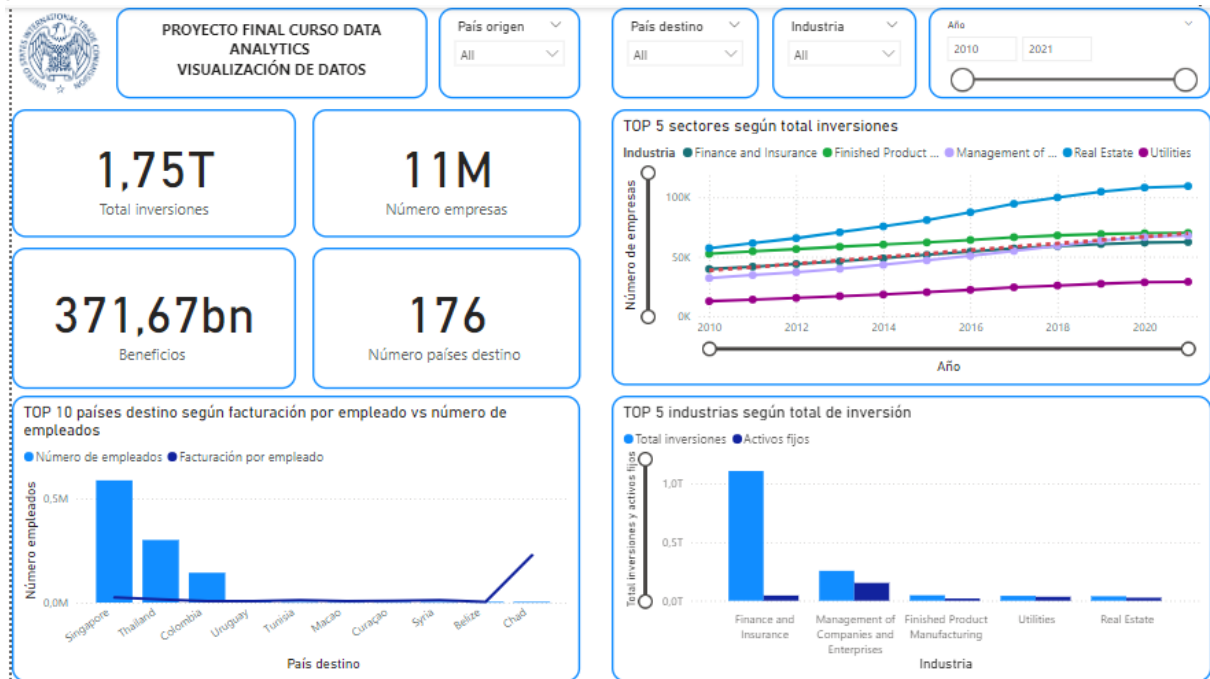 UNITED STATES INTERNATIONAL TRADE COMMISSION
PROYECTO FINAL CURSO DATA
ANALYTICS
VISUALIZACIÓN DE DATOS
País origen
All
País destino
All
Industria
All
Año
2010
2021
1,75T
Total inversiones
11M
Número empresas
371,67bn
Beneficios
176
Número países destino
TOP 5 sectores según total inversiones
Industria Finance and Insurance Finished Product ... Management of ... Real Estate Utilities
Número de empresas
100K
50K
0K
2010 2012 2014 2016 2018 2020
Año
TOP 10 países destino según facturación por empleado vs número de
empleados
Número de empleados Facturación por empleado
Número empleados
0,5M
0,0M
Singapore Thailand Colombia Uruguay Tunisia Macao Curaçao Syria Belize Chad
País destino
TOP 5 industrias según total de inversión
Total inversiones Activos fijos
Total inversiones y activos fijos
1,0T
0,5T
0,0T
Finance and
Insurance
Management of
Companies and
Enterprises
Finished Product
Manufacturing
Utilities
Real Estate
Industria